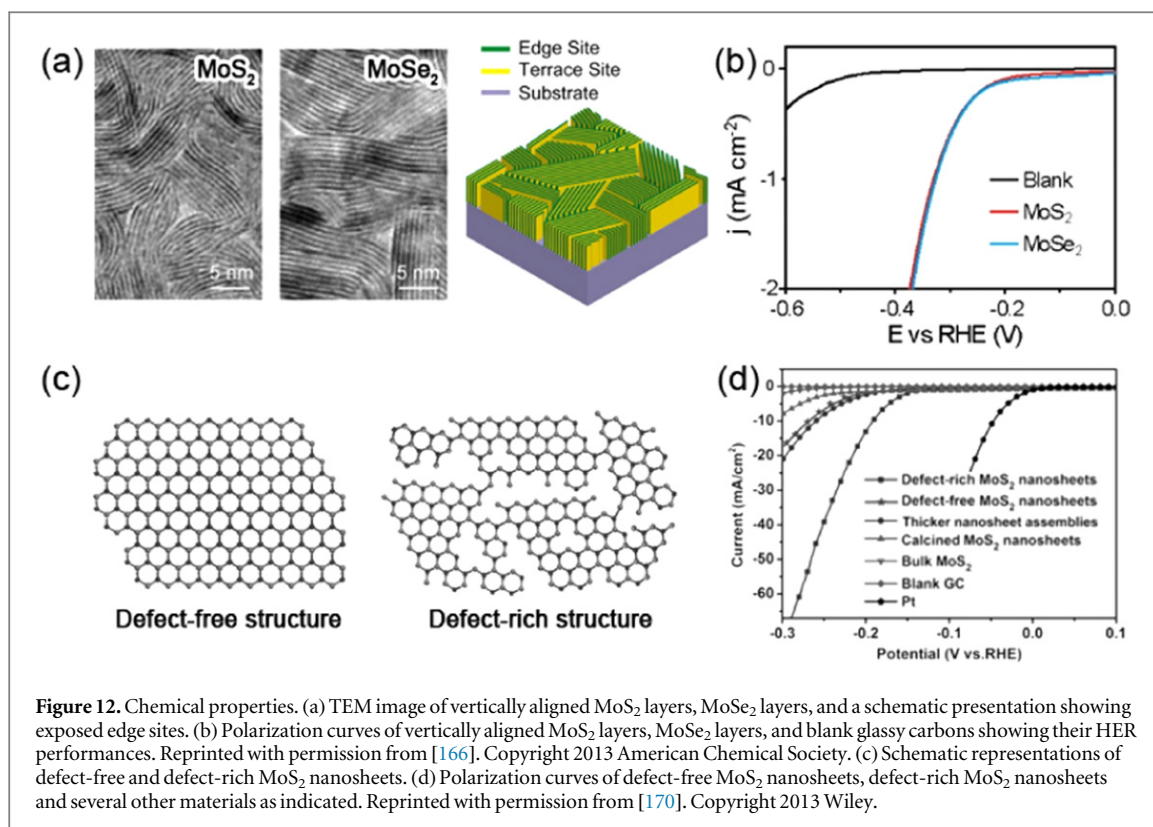 (a)
MoS₂
5 nm
MoSe₂
5 nm
Edge Site
Terrace Site
Substrate
(b)
0
-1
-2
j (mA cm⁻²)
Blank
MoS₂
MoSe₂
-0.6
-0.4
-0.2
0.0
E vs RHE (V)
(c)
Defect-free structure
Defect-rich structure
(d)
0
-10
-20
-30
-40
-50
-60
Current (mA/cm²)
Defect-rich MoS₂ nanosheets
Defect-free MoS₂ nanosheets
Thicker nanosheet assemblies
Calcined MoS₂ nanosheets
Bulk MoS₂
Blank GC
Pt
-0.3
-0.2
-0.1
0.0
0.1
Potential (V vs.RHE)
Figure 12. Chemical properties. (a) TEM image of vertically aligned MoS₂ layers, MoSe₂ layers, and a schematic presentation showing
exposed edge sites. (b) Polarization curves of vertically aligned MoS₂ layers, MoSe₂ layers, and blank glassy carbons showing their HER
performances. Reprinted with permission from [166]. Copyright 2013 American Chemical Society. (c) Schematic representations of
defect-free and defect-rich MoS₂ nanosheets. (d) Polarization curves of defect-free MoS₂ nanosheets, defect-rich MoS₂ nanosheets
and several other materials as indicated. Reprinted with permission from [170]. Copyright 2013 Wiley.